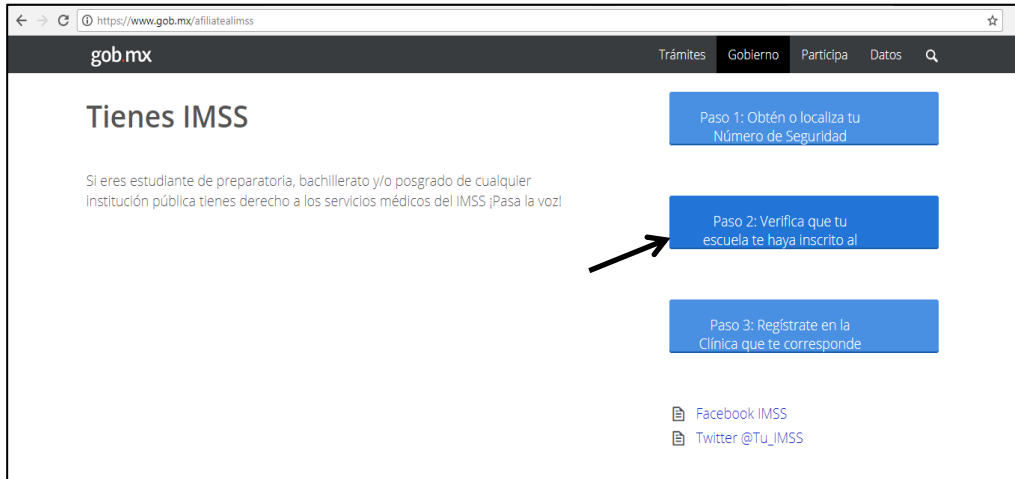 https://www.gob.mx/afiliatealimss
gob.mx
Trámites Gobierno Participa Datos
Tienes IMSS
Si eres estudiante de preparatoria, bachillerato y/o posgrado de cualquier
institución pública tienes derecho a los servicios médicos del IMSS ¡Pasa la voz!
Paso 1: Obtén o localiza tu
Número de Seguridad
Paso 2: Verifica que tu
escuela te haya inscrito al
Paso 3: Regístrate en la
Clínica que te corresponde
Facebook IMSS
Twitter @Tu_IMSS